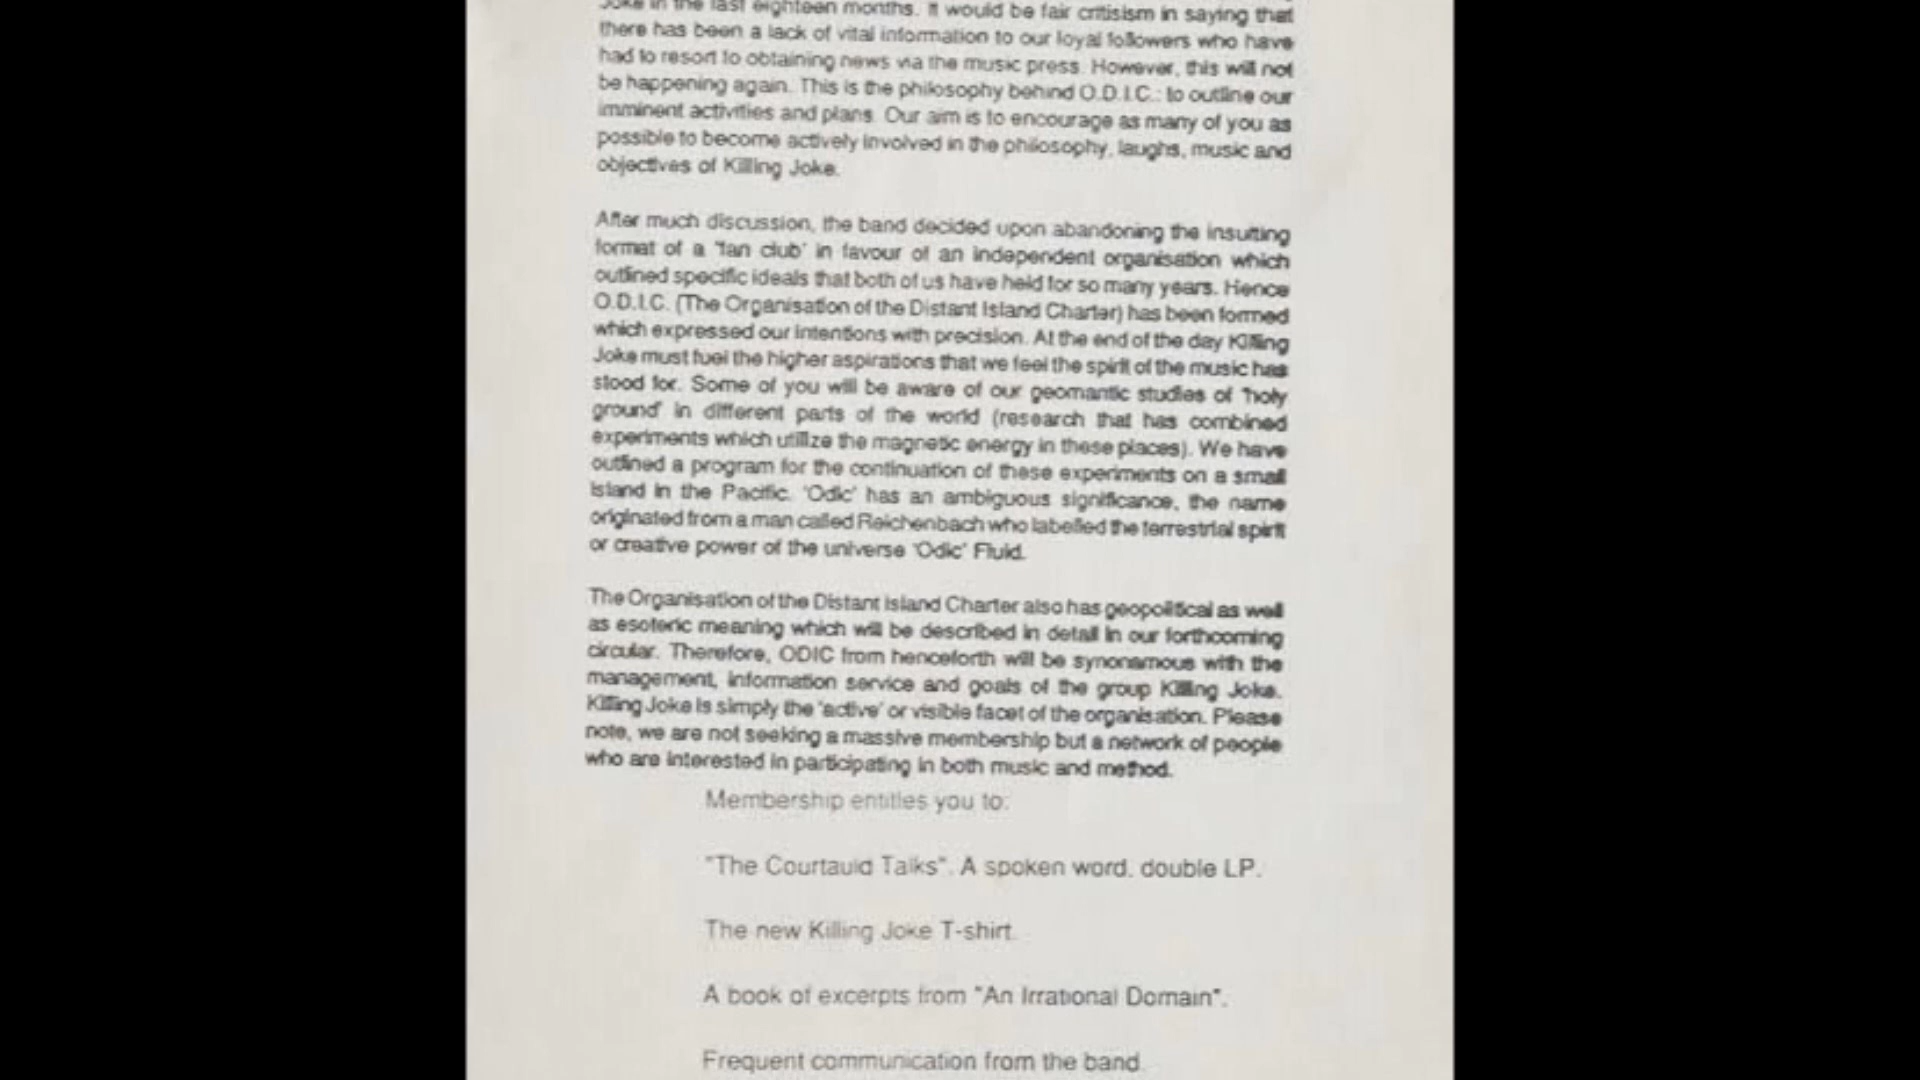 Joke in the last eighteen months. It would be fair critisism in saying that
there has been a lack of vital information to our loyal followers who have
had to resort to obtaining news via the music press. However, this will not
be happening again. This is the philosophy behind O.D.I.C.: to outline our
imminent activities and plans. Our aim is to encourage as many of you as
possible to become actively involved in the philosophy, laughs, music and
objectives of Killing Joke.
After much discussion, the band decided upon abandoning the insulting
format of a 'fan club' in favour of an independent organisation which
outlined specific ideals that both of us have held for so many years. Hence
O.D.I.C. (The Organisation of the Distant Island Charter) has been formed
which expressed our intentions with precision. At the end of the day Killing
Joke must fuel the higher aspirations that we feel the spirit of the music has
stood for. Some of you will be aware of our geomantic studies of 'holy
ground' in different parts of the world (research that has combined
experiments which utilize the magnetic energy in these places). We have
outlined a program for the continuation of these experiments on a small
island in the Pacific. 'Odic' has an ambiguous significance, the name
originated from a man called Reichenbach who labelled the terrestrial spirit
or creative power of the universe 'Odic' Fluid.
The Organisation of the Distant Island Charter also has geopolitical as well
as esoteric meaning which will be described in detail in our forthcoming
circular. Therefore, ODIC from henceforth will be synonamous with the
management, information service and goals of the group Killing Joke.
Killing Joke is simply the 'active' or visible facet of the organisation. Please
note, we are not seeking a massive membership but a network of people
who are interested in participating in both music and method.
Membership entitles you to:
"The Courtauld Talks". A spoken word. double LP.
The new Killing Joke T-shirt.
A book of excerpts from "An Irrational Domain".
Frequent communication from the band.